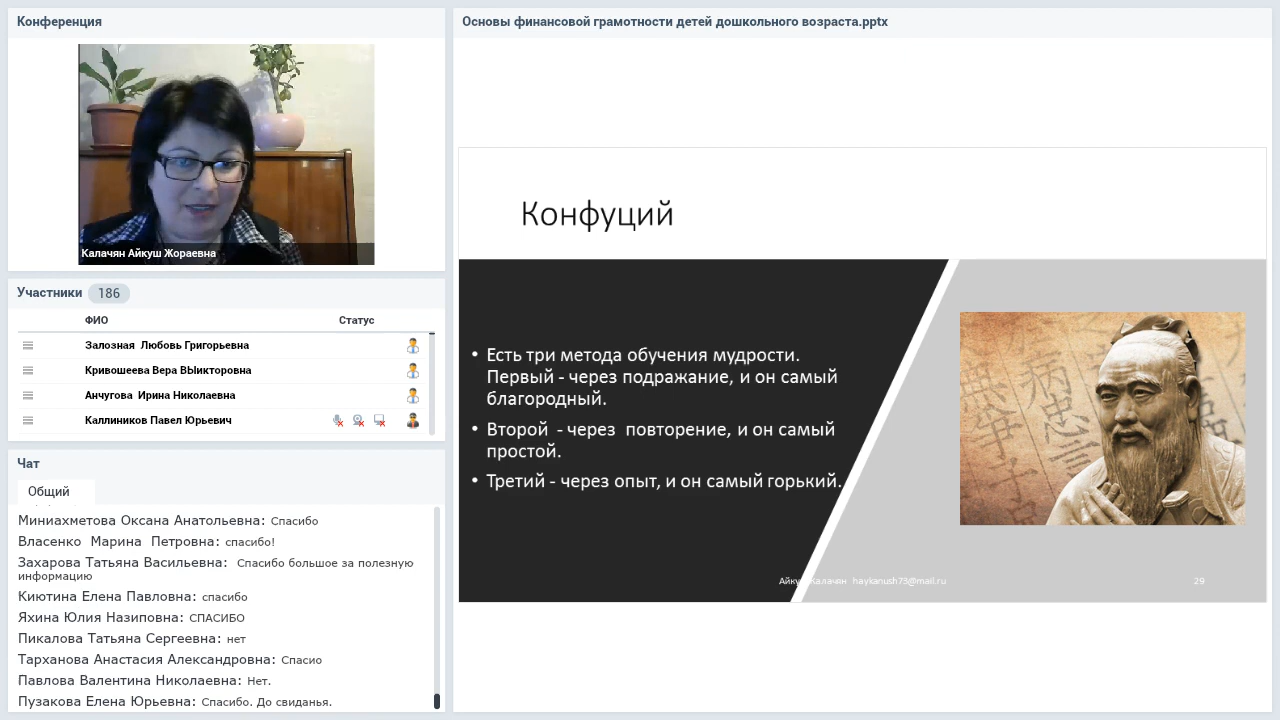 Конференция
Калачян Айкуш Жораевна
Участники 186
ФИО Статус
Залозная Любовь Григорьевна
Кривошеева Вера ВЫикторовна
Анчугова Ирина Николаевна
Каллиников Павел Юрьевич
Чат
Общий
Миниахметова Оксана Анатольевна: Спасибо
Власенко Марина Петровна: спасибо!
Захарова Татьяна Васильевна: Спасибо большое за полезную
информацию
Киютина Елена Павловна: спасибо
Яхина Юлия Назиповна: СПАСИБО
Пикалова Татьяна Сергеевна: нет
Тарханова Анастасия Александровна: Спасио
Павлова Валентина Николаевна: Нет.
Пузакова Елена Юрьевна: Спасибо. До свиданья.
Основы финансовой грамотности детей дошкольного возраста.pptx
Конфуций
• Есть три метода обучения мудрости.
Первый - через подражание, и он самый
благородный.
• Второй - через повторение, и он самый
простой.
• Третий - через опыт, и он самый горький.
Калачян haykanush73@mail.ru
29